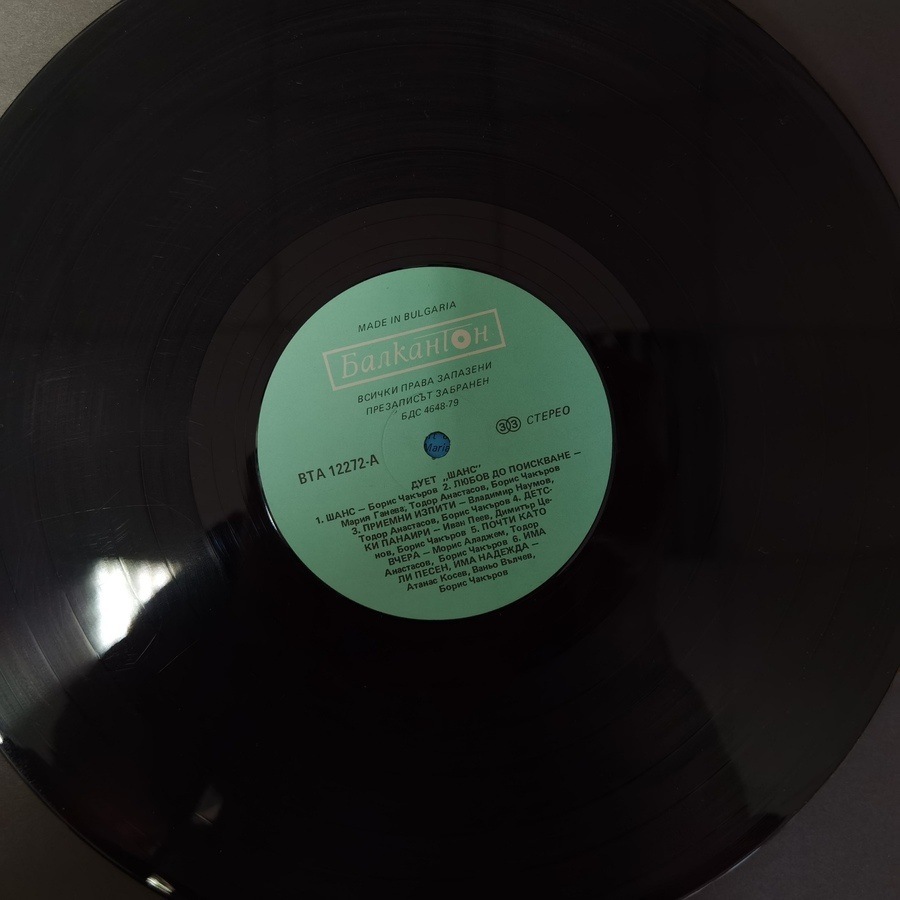 MADE IN BULGARIA
Балкантон
ВСИЧКИ ПРАВА ЗАПАЗЕНИ
ПРЕЗАПИСЪТ ЗАБРАНЕН
БДС 4648-79
33 СТЕРЕО
ВТА 12272-А
ДУЕТ „ШАНС“
1. ШАНС – Борис Чакъров 2. ЛЮБОВ ДО ПОИСКВАНЕ –
Мария Ганева, Тодор Анастасов, Борис Чакъров
3. ПРИЕМНИ ИЗПИТИ – Владимир Наумов,
Тодор Анастасов, Борис Чакъров 4. ДЕТС-
КИ ПАНАИРИ – Иван Пеев, Димитър Це-
нов, Борис Чакъров 5. ПОЧТИ КАТО
ВЧЕРА – Морис Аладжем, Тодор
Анастасов, Борис Чакъров 6. ИМА
ЛИ ПЕСЕН, ИМА НАДЕЖДА –
Атанас Косев, Ваньо Вълчев,
Борис Чакъров